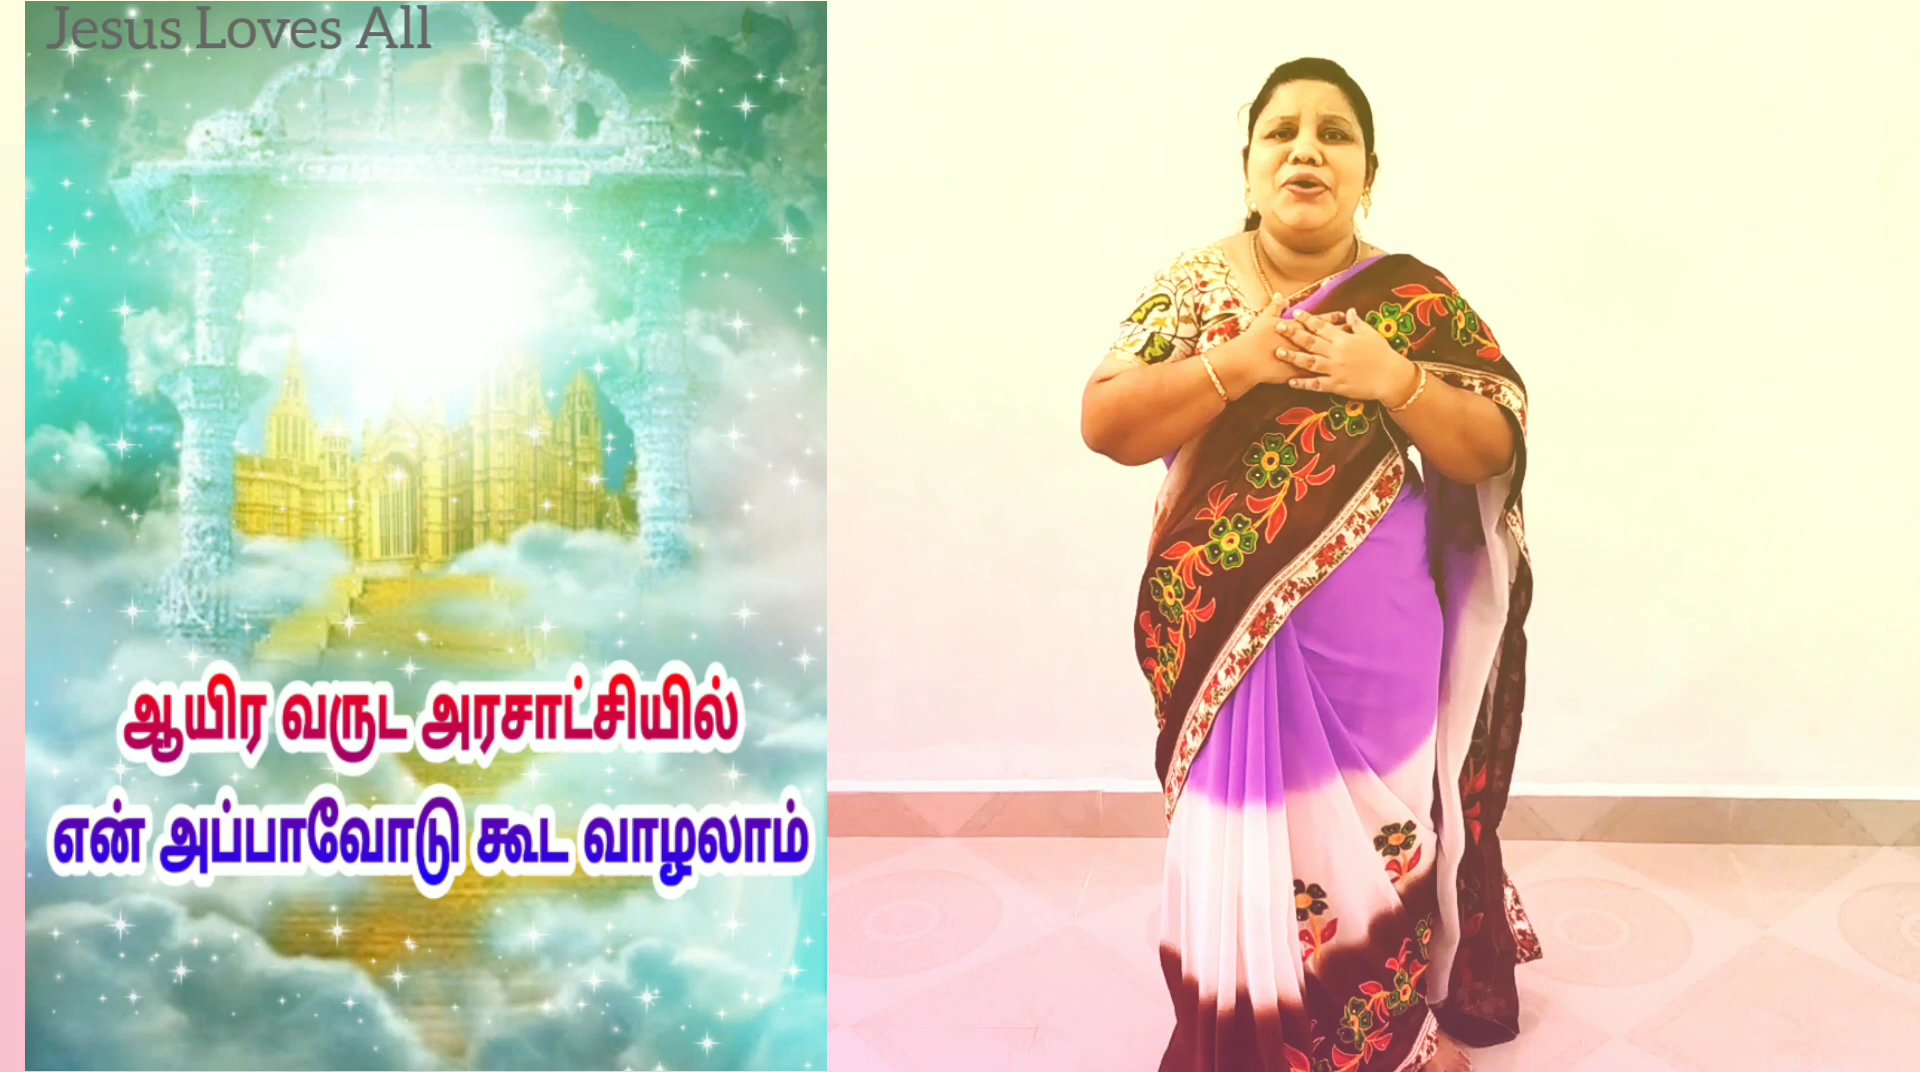 Jesus Loves All
ஆயிர வருட அரசாட்சியில்
என் அப்பாவோடு கூட வாழலாம்